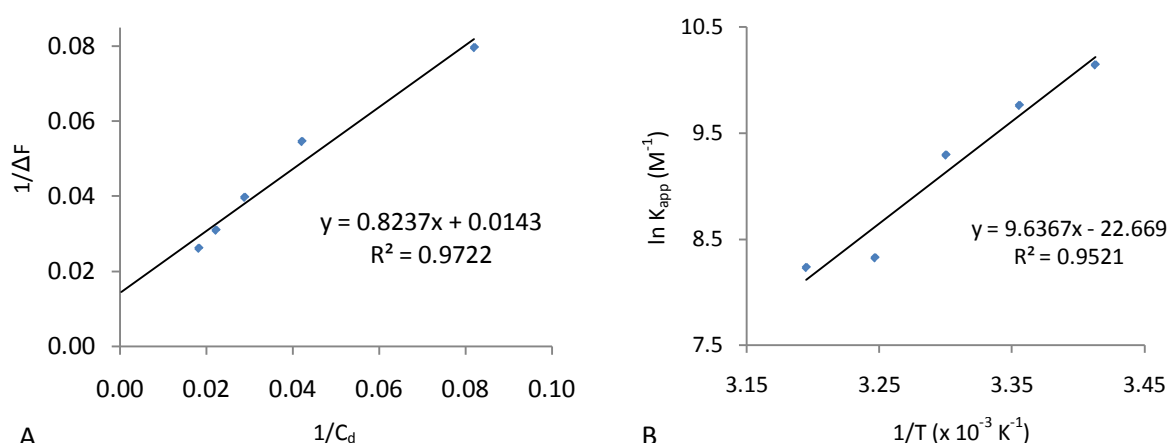 0.08
0.06
0.04
0.02
0.00
1/ΔF
y = 0.8237x + 0.0143
R² = 0.9722
0.00 0.02 0.04 0.06 0.08 0.10
1/C_d
A
10.5
9.5
8.5
7.5
ln K_app (M⁻¹)
y = 9.6367x - 22.669
R² = 0.9521
3.15 3.25 3.35 3.45
1/T (x 10⁻³ K⁻¹)
B